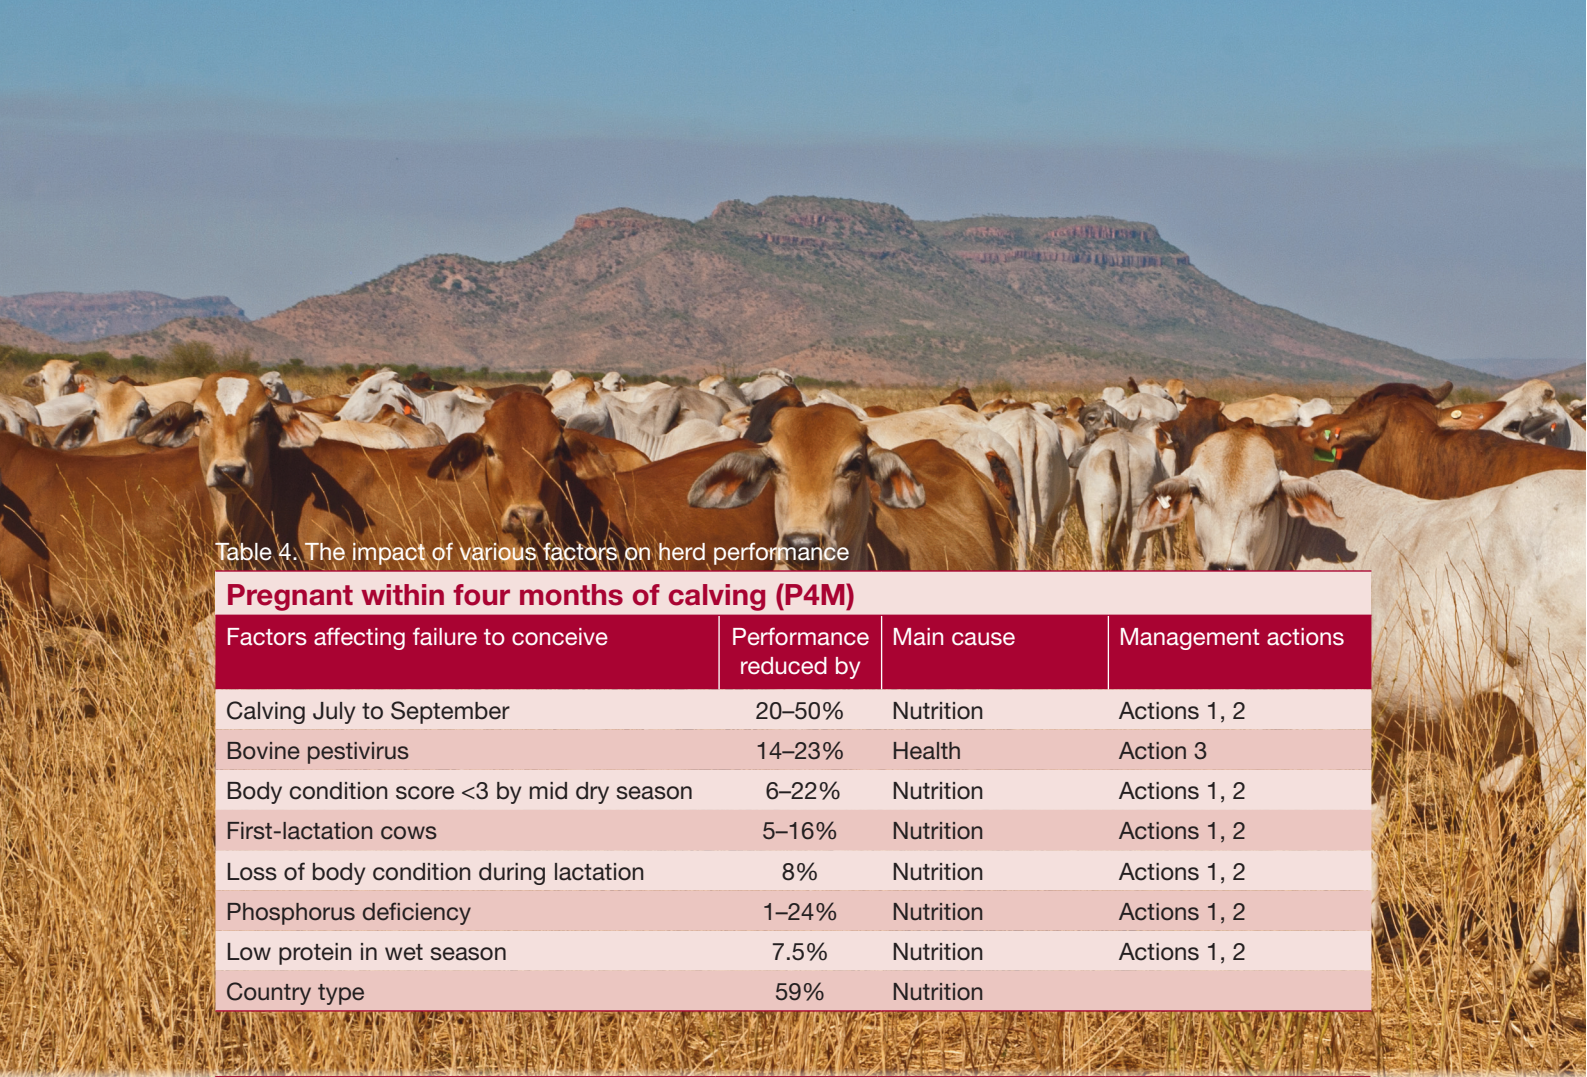 Table 4. The impact of various factors on herd performance
Pregnant within four months of calving (P4M)
Factors affecting failure to conceive Performance reduced by Main cause Management actions
Calving July to September 20–50% Nutrition Actions 1, 2
Bovine pestivirus 14–23% Health Action 3
Body condition score <3 by mid dry season 6–22% Nutrition Actions 1, 2
First-lactation cows 5–16% Nutrition Actions 1, 2
Loss of body condition during lactation 8% Nutrition Actions 1, 2
Phosphorus deficiency 1–24% Nutrition Actions 1, 2
Low protein in wet season 7.5% Nutrition Actions 1, 2
Country type 59% Nutrition